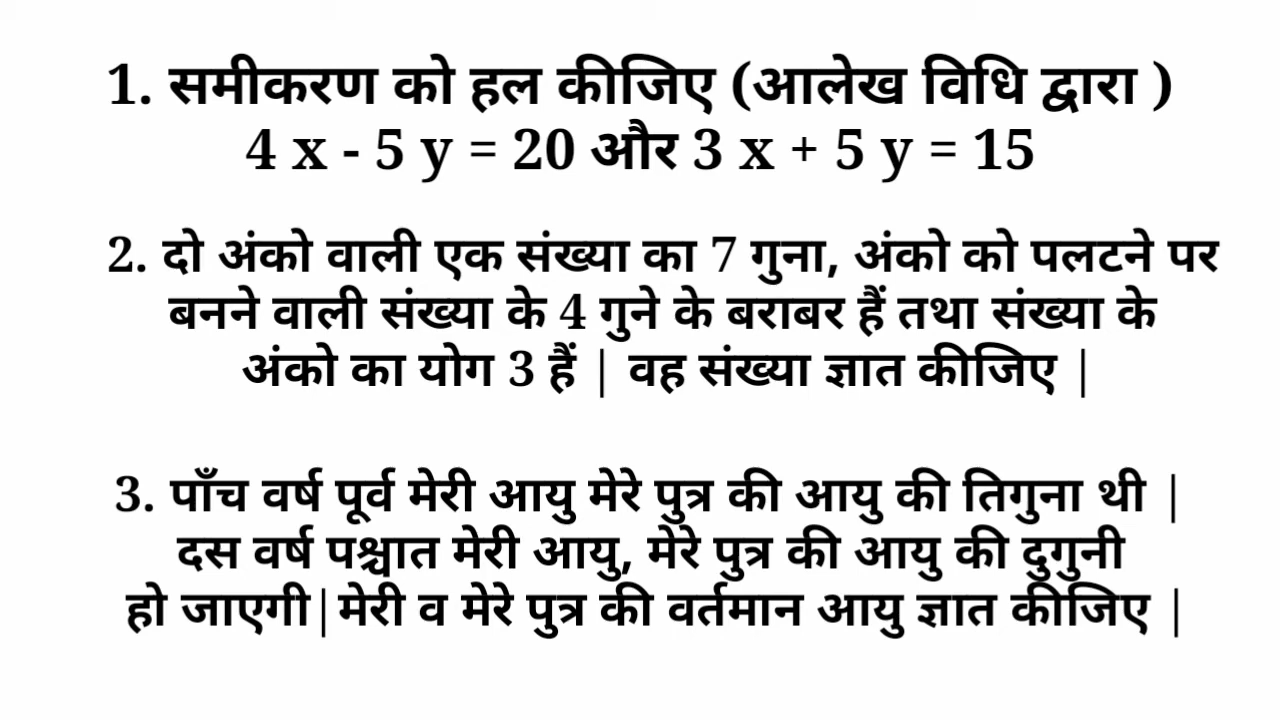 1. समीकरण को हल कीजिए (आलेख विधि द्वारा )
4 x - 5 y = 20 और 3 x + 5 y = 15
2. दो अंको वाली एक संख्या का 7 गुना, अंको को पलटने पर
बनने वाली संख्या के 4 गुने के बराबर हैं तथा संख्या के
अंको का योग 3 हैं | वह संख्या ज्ञात कीजिए |
3. पाँच वर्ष पूर्व मेरी आयु मेरे पुत्र की आयु की तिगुना थी |
दस वर्ष पश्चात मेरी आयु, मेरे पुत्र की आयु की दुगुनी
हो जाएगी|मेरी व मेरे पुत्र की वर्तमान आयु ज्ञात कीजिए |